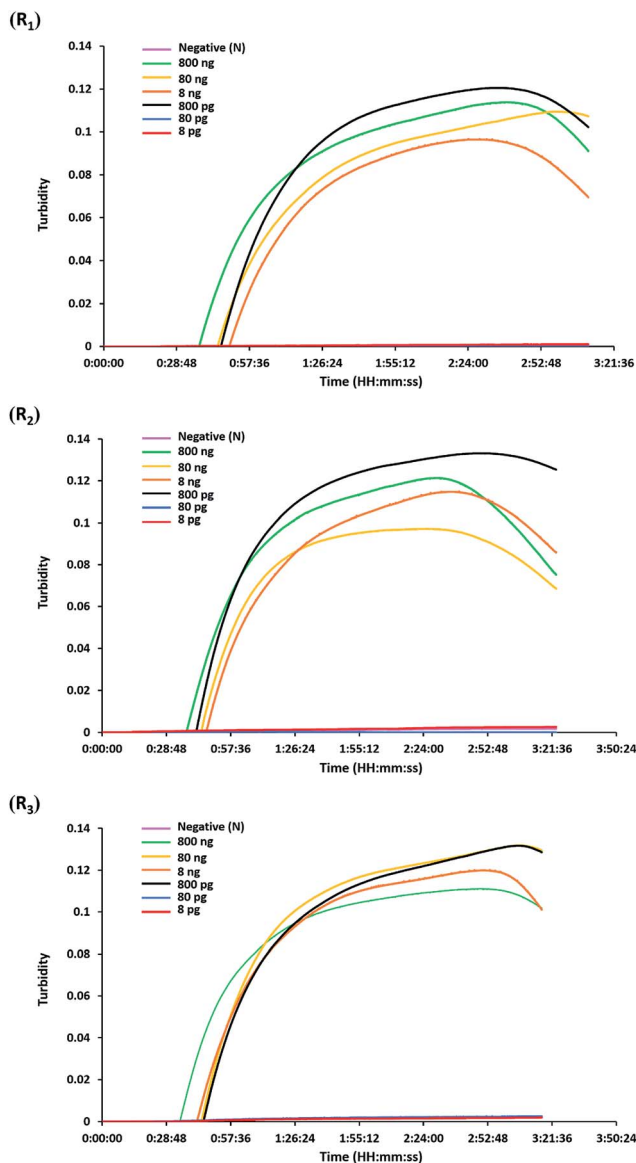 (R1)
Negative (N)
800 ng
80 ng
8 ng
800 pg
80 pg
8 pg
0.14
0.12
0.1
0.08
0.06
0.04
0.02
0
Turbidity
0:00:00 0:28:48 0:57:36 1:26:24 1:55:12 2:24:00 2:52:48 3:21:36
Time (HH:mm:ss)
(R2)
Negative (N)
800 ng
80 ng
8 ng
800 pg
80 pg
8 pg
0.14
0.12
0.1
0.08
0.06
0.04
0.02
0
Turbidity
0:00:00 0:28:48 0:57:36 1:26:24 1:55:12 2:24:00 2:52:48 3:21:36 3:50:24
Time (HH:mm:ss)
(R3)
Negative (N)
800 ng
80 ng
8 ng
800 pg
80 pg
8 pg
0.14
0.12
0.1
0.08
0.06
0.04
0.02
0
Turbidity
0:00:00 0:28:48 0:57:36 1:26:24 1:55:12 2:24:00 2:52:48 3:21:36 3:50:24
Time (HH:mm:ss)